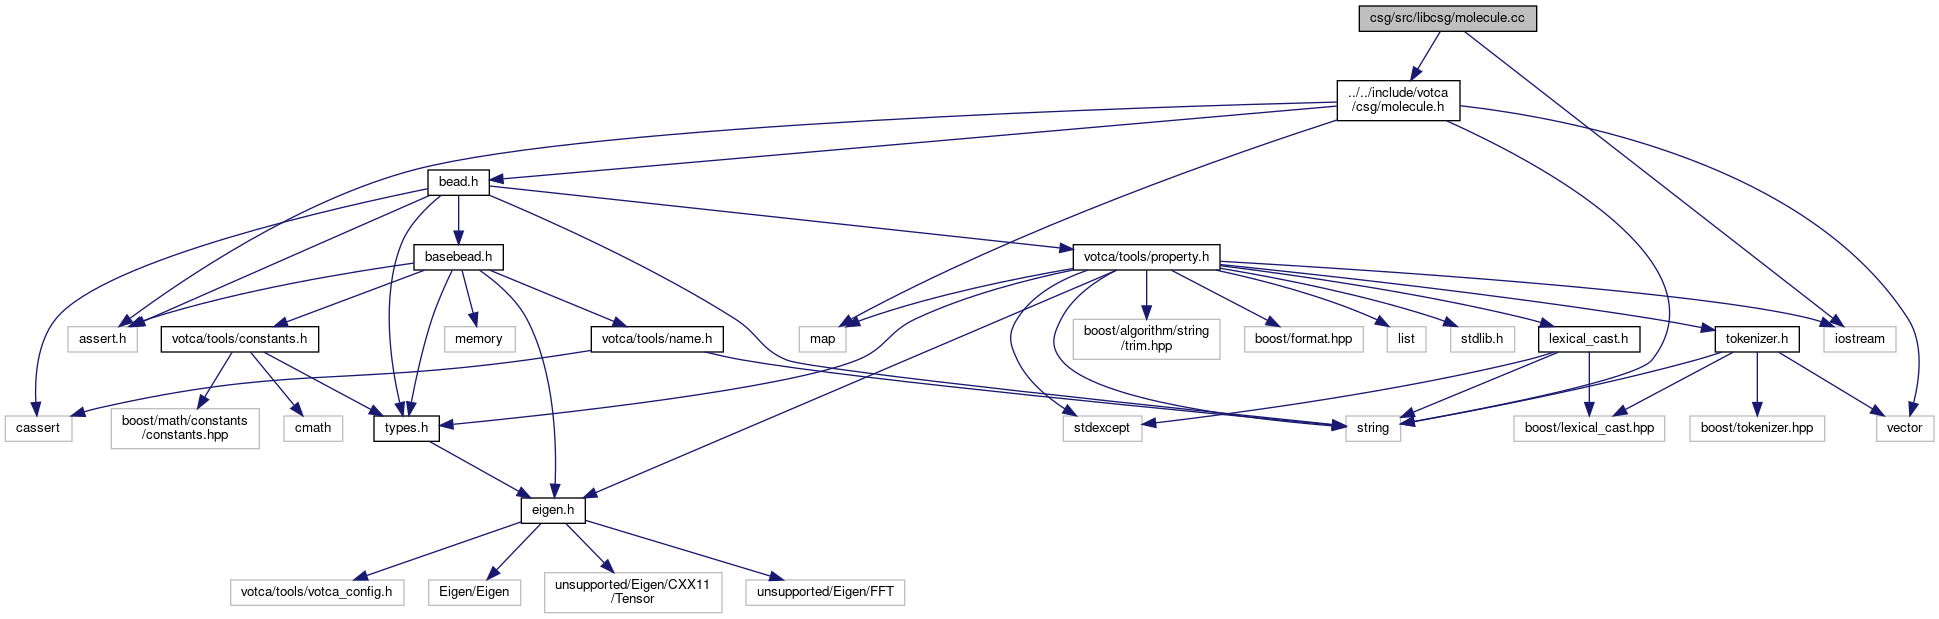 csg/src/libcsg/molecule.cc
../../include/votca
/csg/molecule.h
bead.h
basebead.h
votca/tools/property.h
assert.h
votca/tools/constants.h
memory
votca/tools/name.h
map
boost/algorithm/string
/trim.hpp
boost/format.hpp
list
stdlib.h
lexical_cast.h
tokenizer.h
iostream
cassert
boost/math/constants
/constants.hpp
cmath
types.h
stdexcept
string
boost/lexical_cast.hpp
boost/tokenizer.hpp
vector
eigen.h
votca/tools/votca_config.h
Eigen/Eigen
unsupported/Eigen/CXX11
/Tensor
unsupported/Eigen/FFT